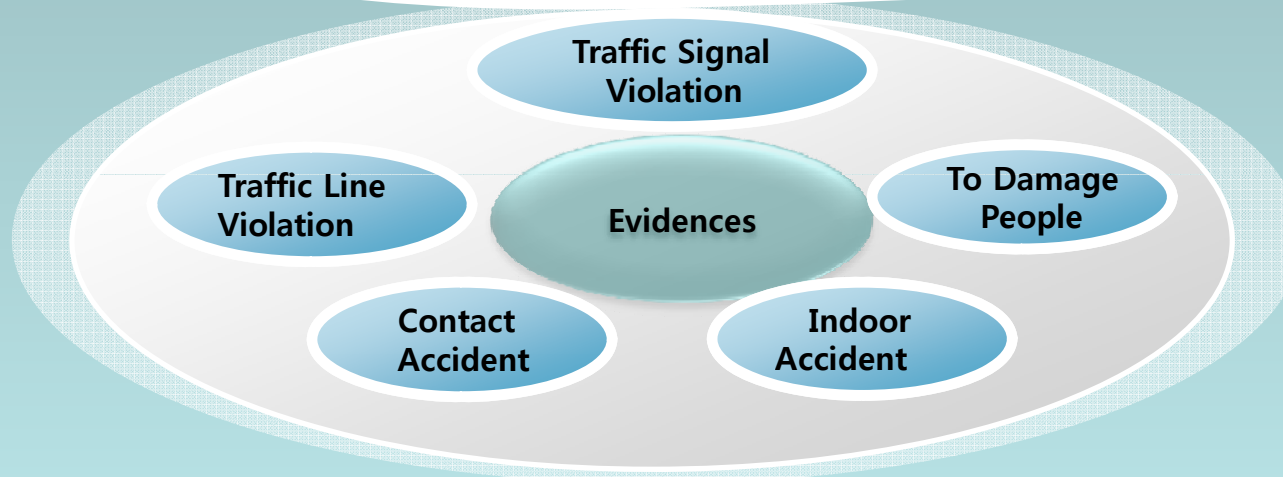 Traffic Signal
Violation
Traffic Line
Violation
Evidences
To Damage
People
Contact
Accident
Indoor
Accident